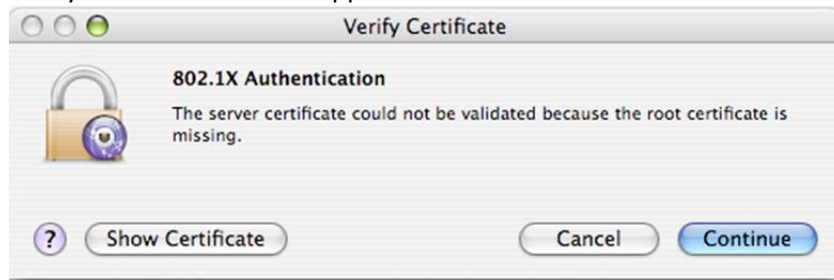 Verify Certificate
802.1X Authentication
The server certificate could not be validated because the root certificate is
missing.
? Show Certificate Cancel Continue